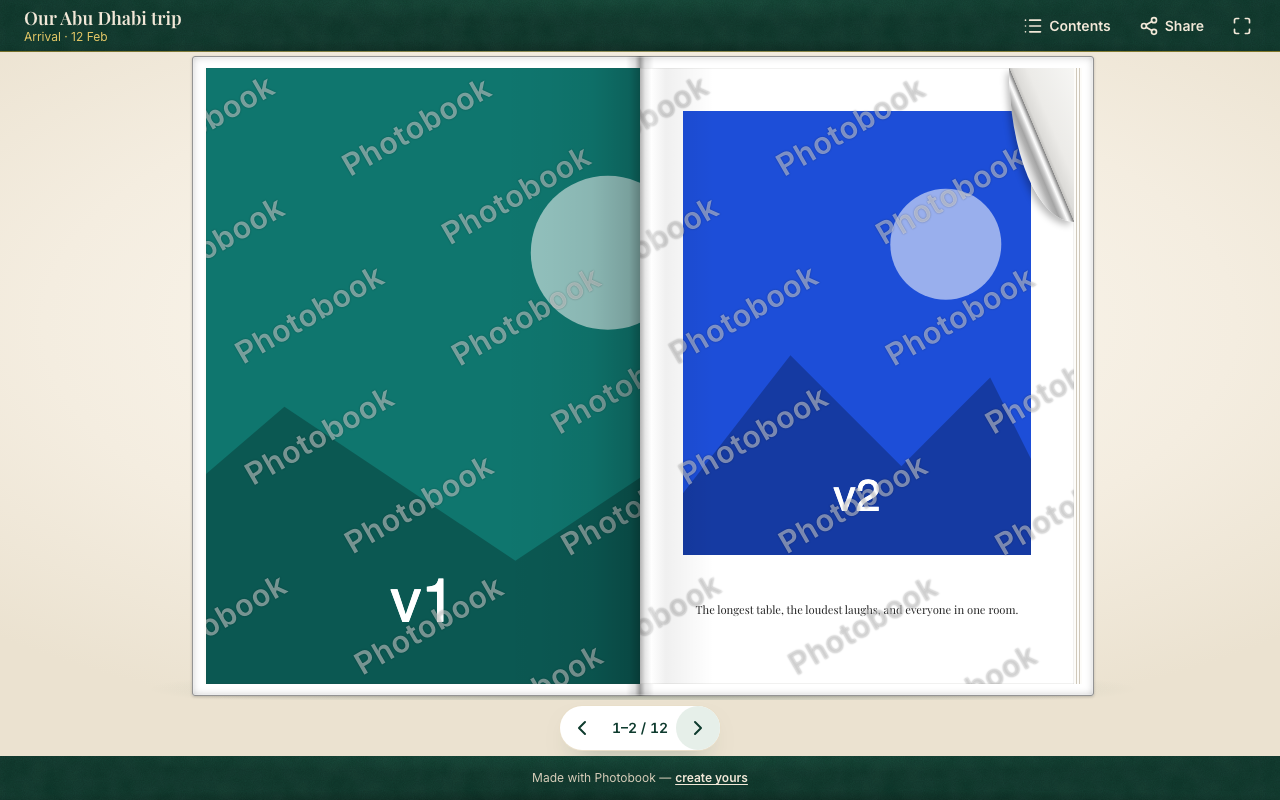 Our Abu Dhabi trip
Arrival · 12 Feb
Contents
Share
Photobook
v1
v2
The longest table, the loudest laughs, and everyone in one room.
1–2 / 12
Made with Photobook — create yours